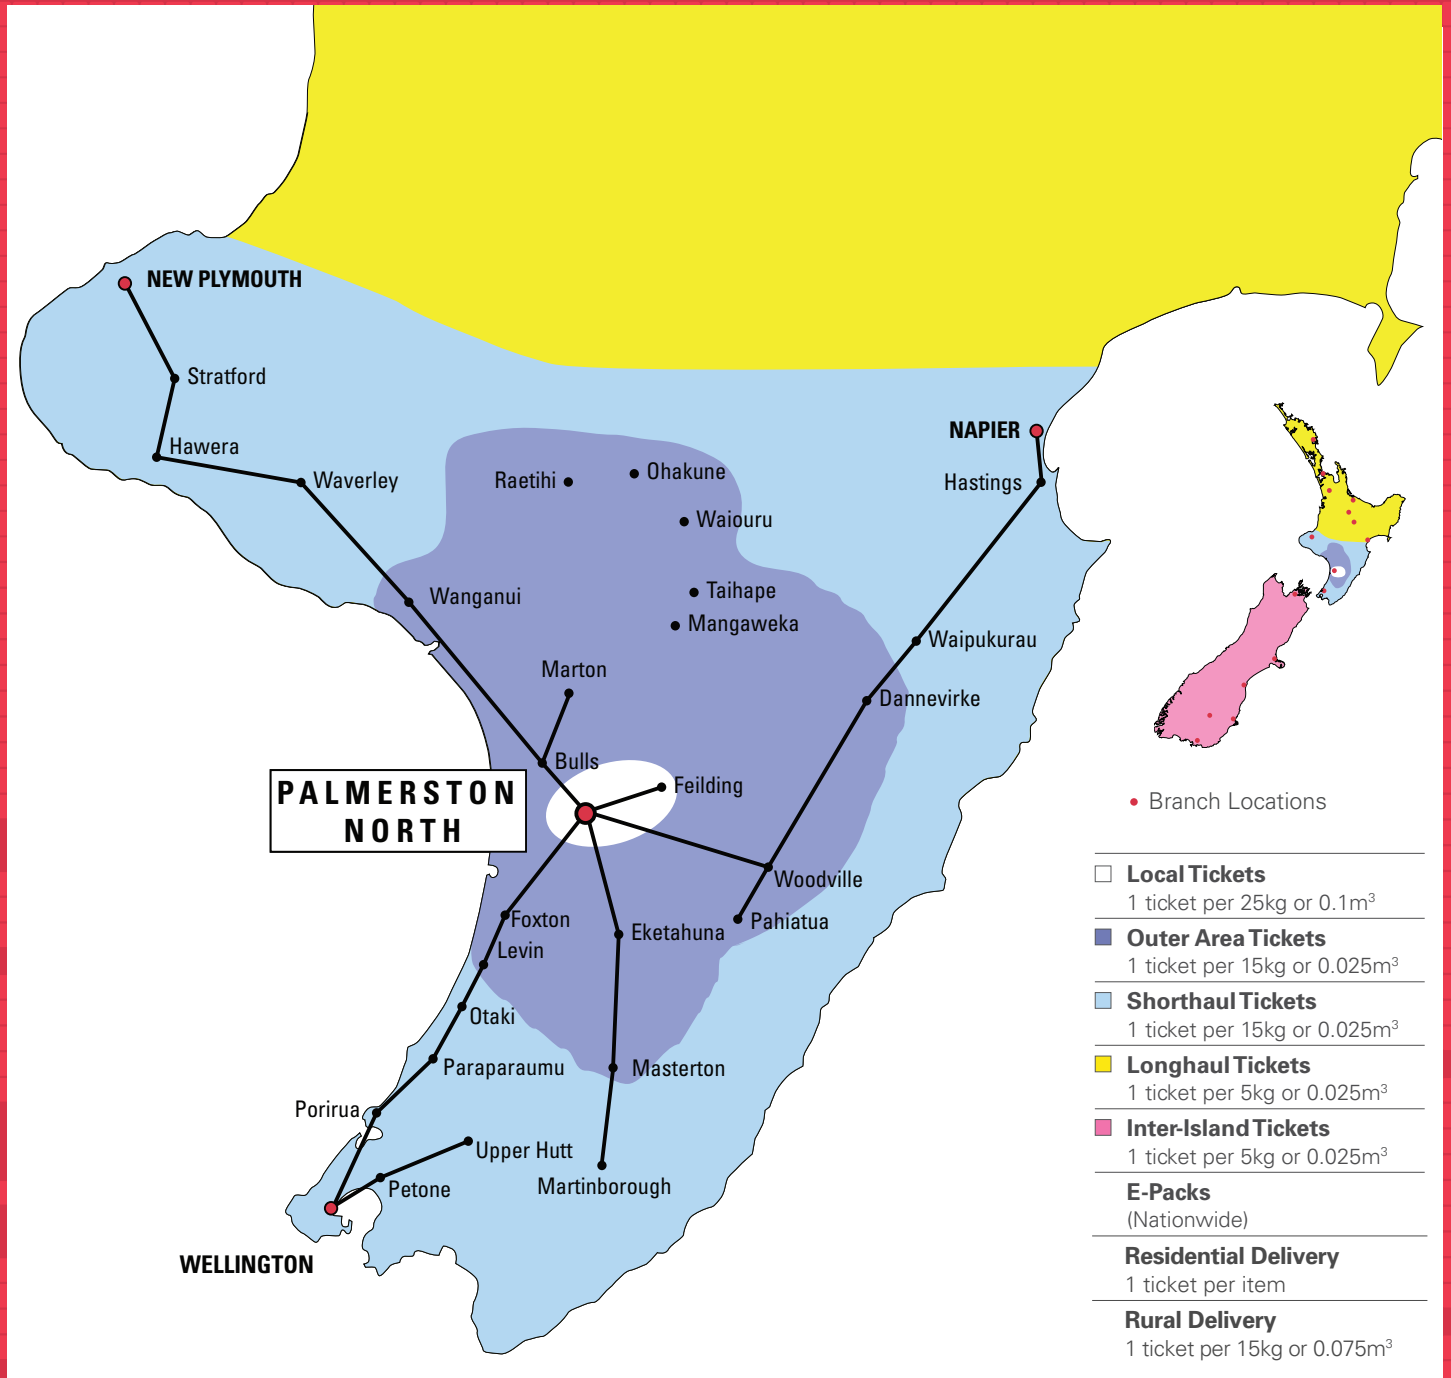 NEW PLYMOUTH
Stratford
Hawera
Waverley
Raetihi
Ohakune
Waiouru
NAPIER
Hastings
Wanganui
Taihape
Mangaweka
Waipukurau
Marton
Dannevirke
Bulls
Feilding
PALMERSTON
NORTH
Woodville
Foxton
Pahiatua
Eketahuna
Levin
Otaki
Paraparaumu
Masterton
Porirua
Upper Hutt
Petone
Martinborough
WELLINGTON
Branch Locations
Local Tickets
1 ticket per 25kg or 0.1m³
Outer Area Tickets
1 ticket per 15kg or 0.025m³
Shorthaul Tickets
1 ticket per 15kg or 0.025m³
Longhaul Tickets
1 ticket per 5kg or 0.025m³
Inter-Island Tickets
1 ticket per 5kg or 0.025m³
E-Packs
(Nationwide)
Residential Delivery
1 ticket per item
Rural Delivery
1 ticket per 15kg or 0.075m³